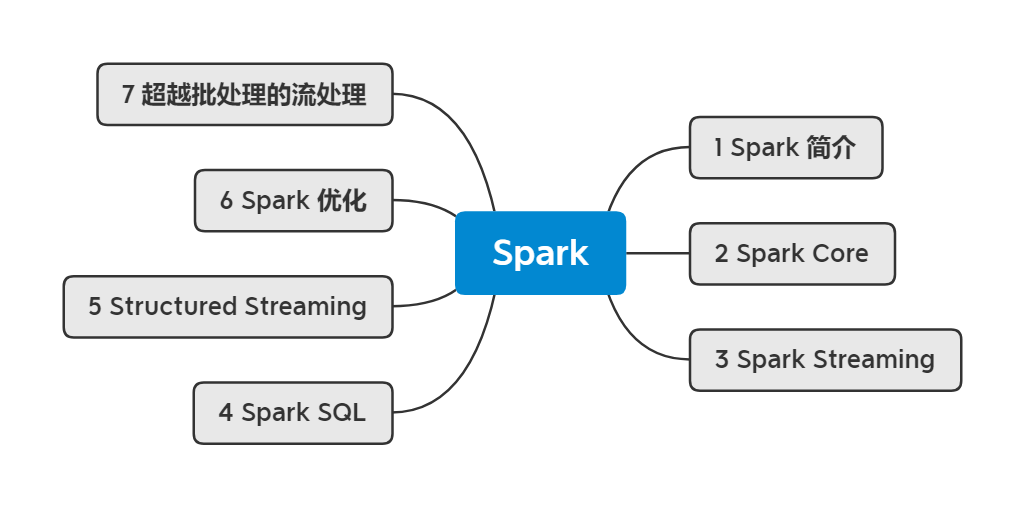 Spark
1 Spark 简介
2 Spark Core
3 Spark Streaming
4 Spark SQL
5 Structured Streaming
6 Spark 优化
7 超越批处理的流处理